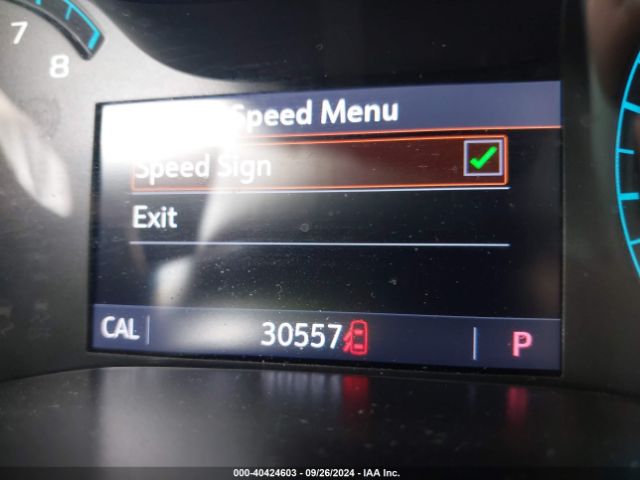 7
8
Speed Menu
Speed Sign
Exit
CAL 30557 P
000-40424603 - 09/26/2024 - IAA Inc.